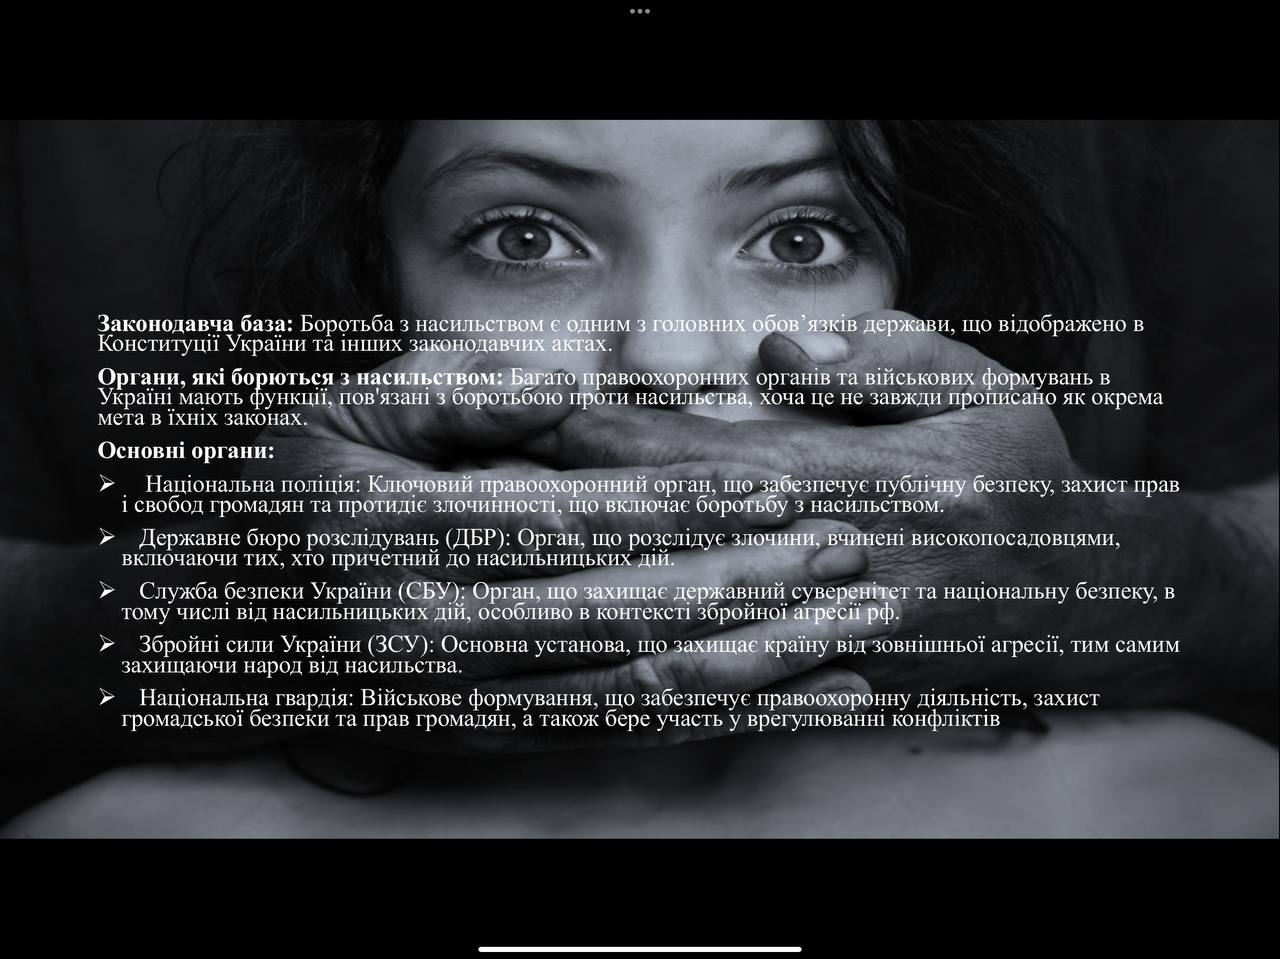 Законодавча база: Боротьба з насильством є одним з головних обов’язків держави, що відображено в
Конституції України та інших законодавчих актах.
Органи, які борються з насильством: Багато правоохоронних органів та військових формувань в
Україні мають функції, пов'язані з боротьбою проти насильства, хоча це не завжди прописано як окрема
мета в їхніх законах.
Основні органи:
➢ Національна поліція: Ключовий правоохоронний орган, що забезпечує публічну безпеку, захист прав
і свобод громадян та протидіє злочинності, що включає боротьбу з насильством.
➢ Державне бюро розслідувань (ДБР): Орган, що розслідує злочини, вчинені високопосадовцями,
включаючи тих, хто причетний до насильницьких дій.
➢ Служба безпеки України (СБУ): Орган, що захищає державний суверенітет та національну безпеку, в
тому числі від насильницьких дій, особливо в контексті збройної агресії рф.
➢ Збройні сили України (ЗСУ): Основна установа, що захищає країну від зовнішньої агресії, тим самим
захищаючи народ від насильства.
➢ Національна гвардія: Військове формування, що забезпечує правоохоронну діяльність, захист
громадської безпеки та прав громадян, а також бере участь у врегулюванні конфліктів